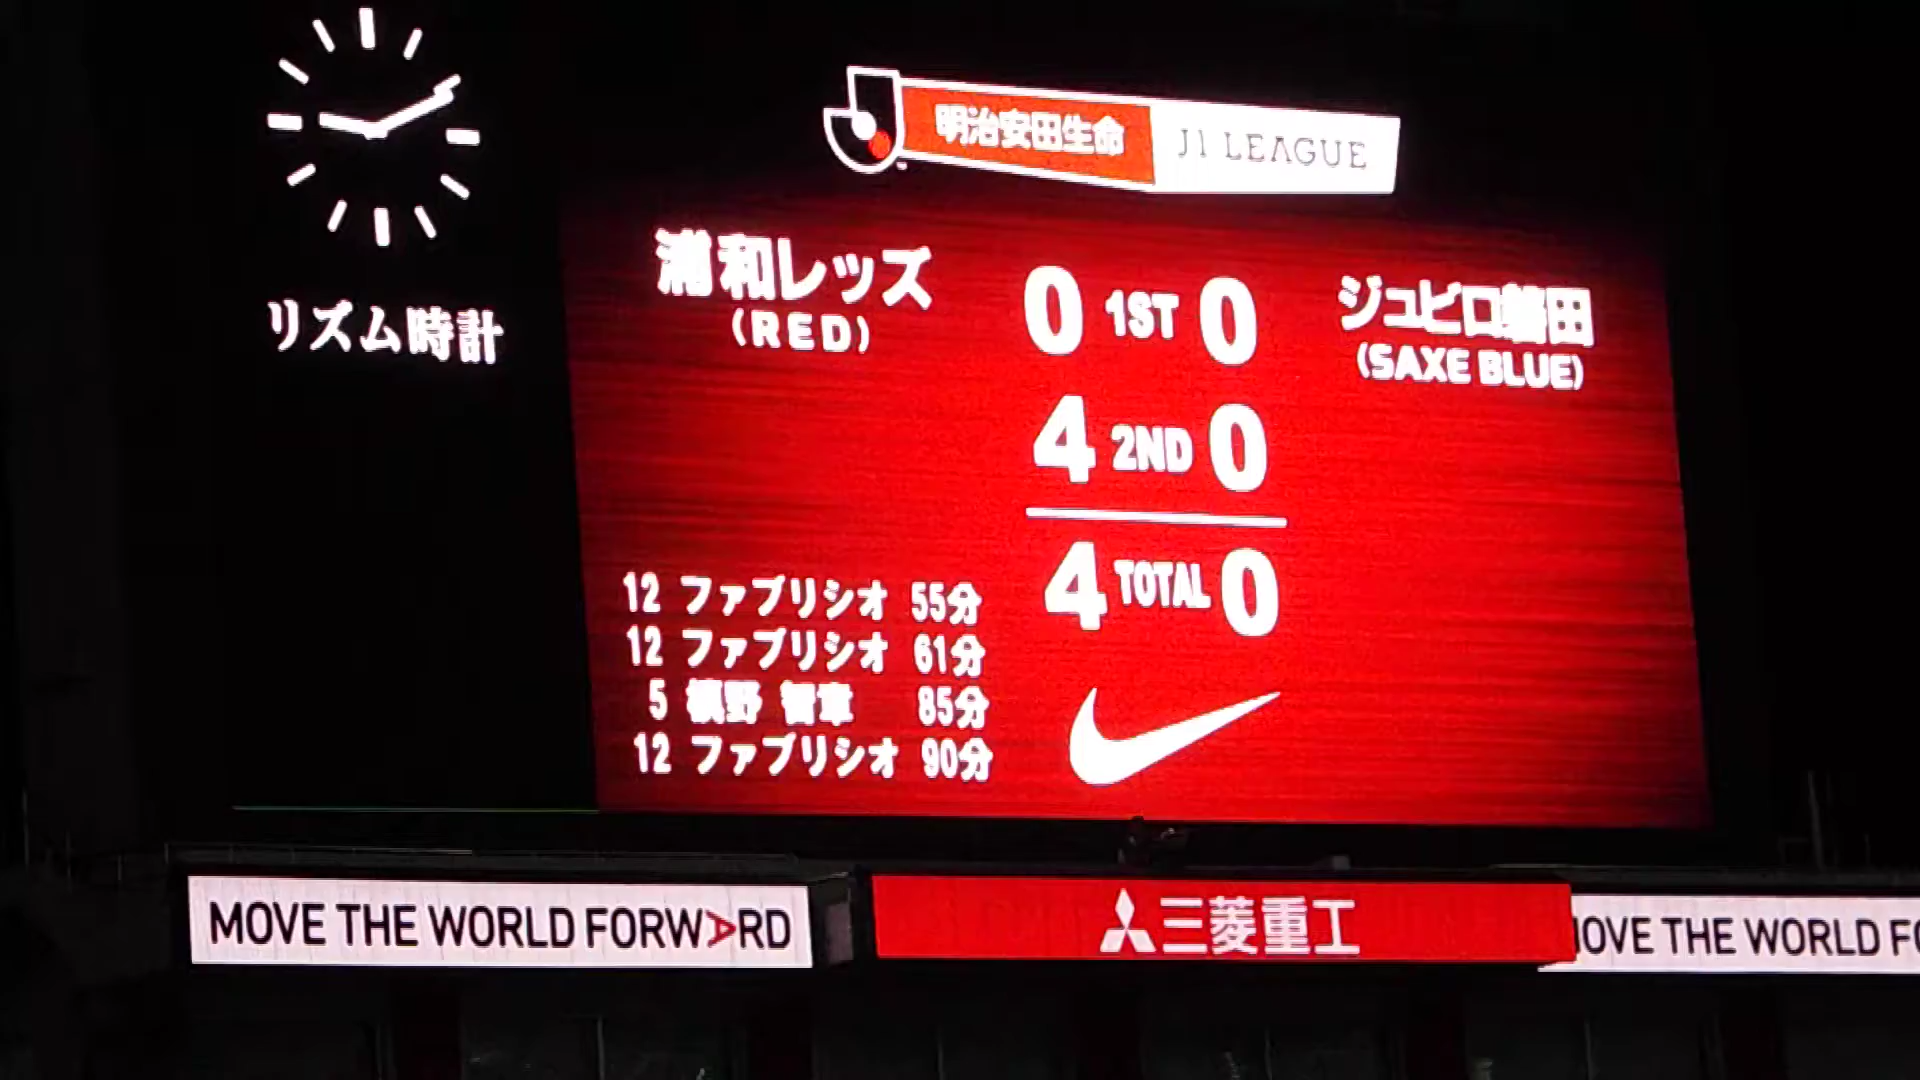 明治安田生命 J1 LEAGUE
リズム時計
浦和レッズ 0 1ST 0 ジュビロ磐田
(RED) (SAXE BLUE)
4 2ND 0
4 TOTAL 0
12 ファブリシオ 55分
12 ファブリシオ 61分
5 槙野 智章 85分
12 ファブリシオ 90分
MOVE THE WORLD FORWARD
三菱重工
MOVE THE WORLD FO